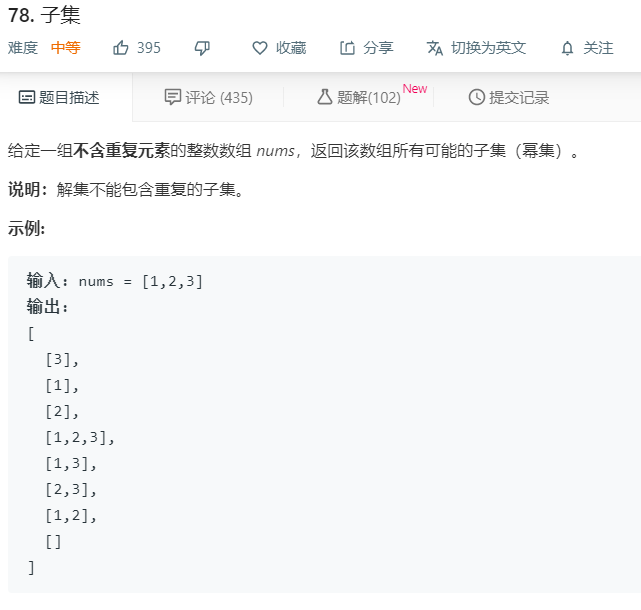 78. 子集
难度 中等 395 收藏 分享 切换为英文 关注
题目描述 评论 (435) 题解(102) New 提交记录
给定一组不含重复元素的整数数组 nums，返回该数组所有可能的子集（幂集）。
说明：解集不能包含重复的子集。
示例:
输入：nums = [1,2,3]
输出：
[
[3],
[1],
[2],
[1,2,3],
[1,3],
[2,3],
[1,2],
[]
]